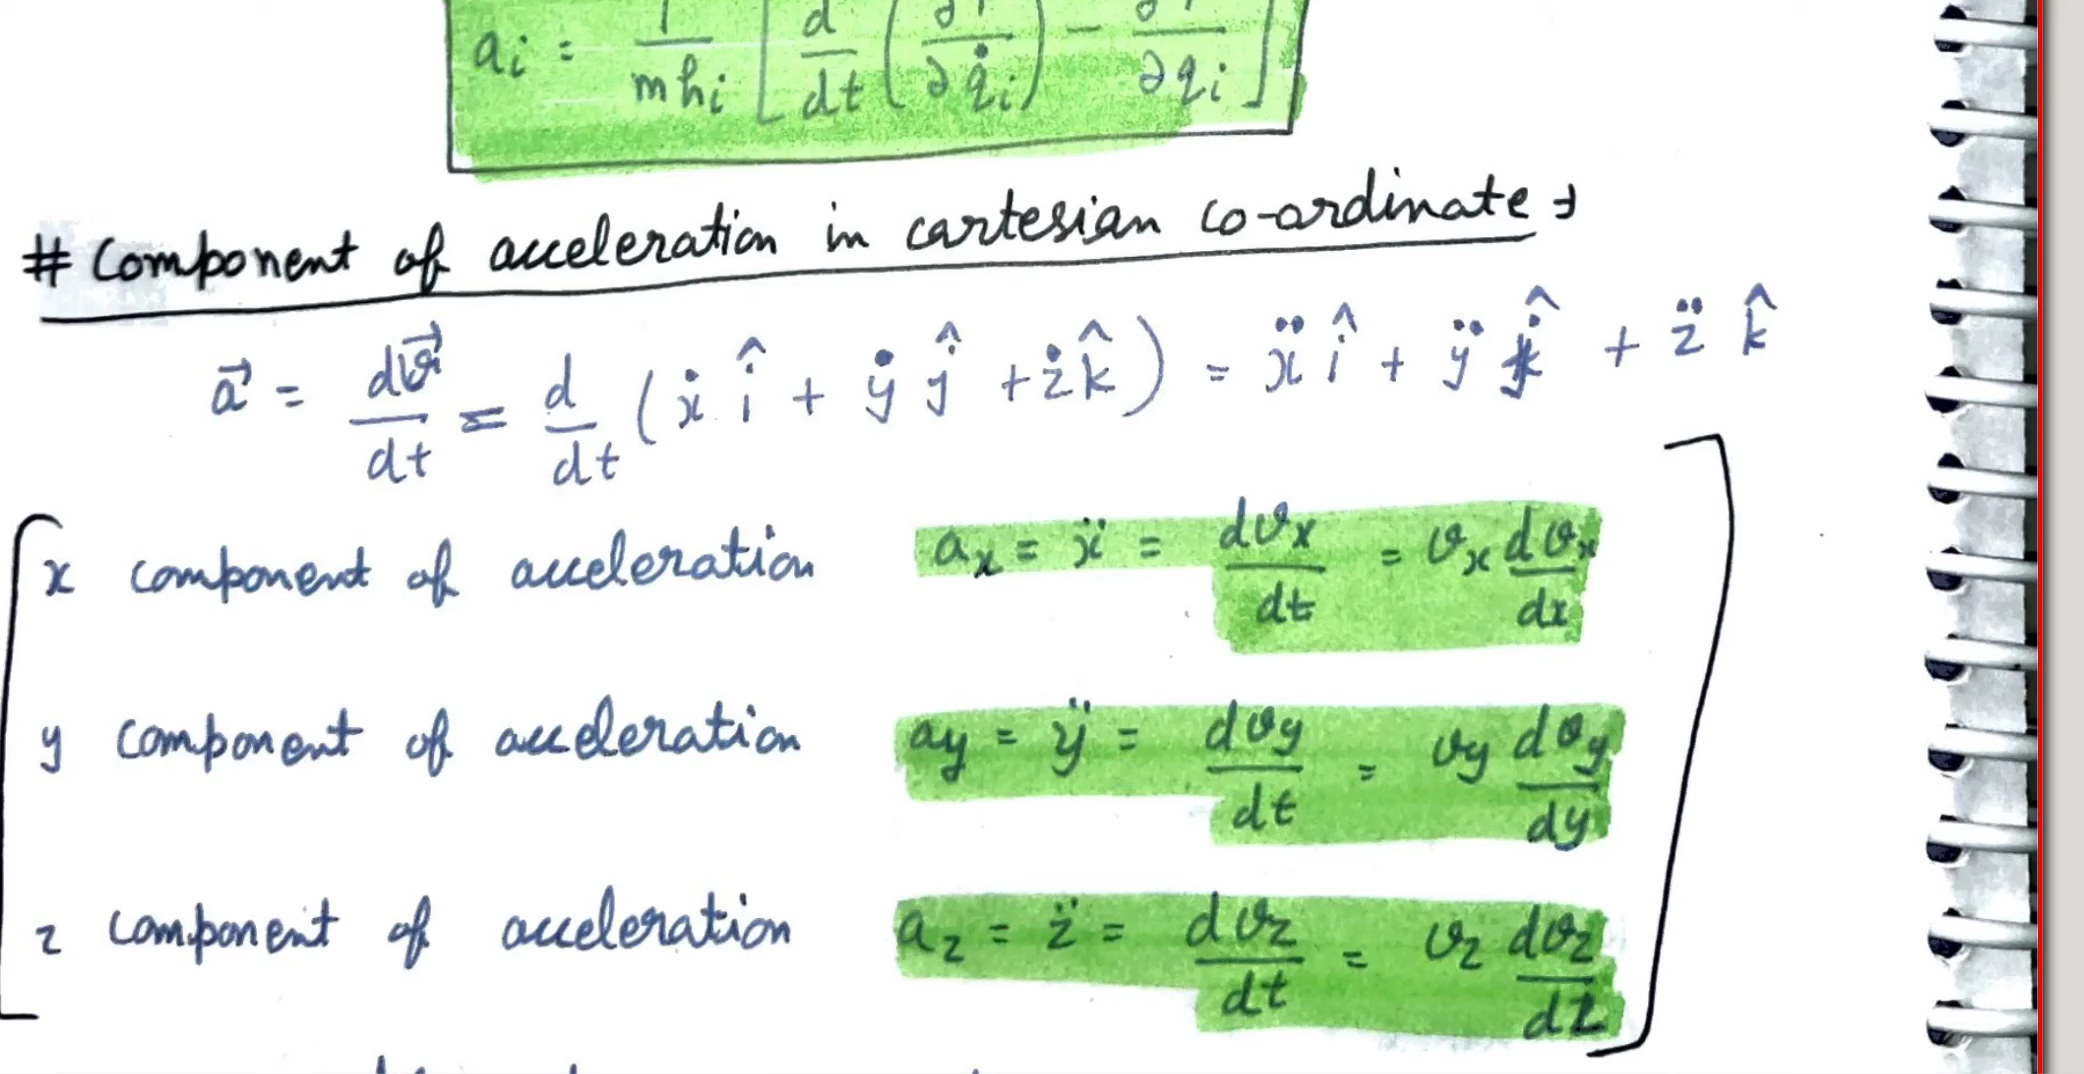 aᵢ = 1/(mhᵢ) [ d/dt ( ∂T/∂q̇ᵢ ) − ∂T/∂qᵢ ]
# Component of acceleration in cartesian co-ordinate →
a⃗ = dv⃗/dt = d/dt (ẋ î + ẏ ĵ + ż k̂) = ẍ î + ÿ ĵ + z̈ k̂
x component of acceleration aₓ = ẍ = dvₓ/dt = vₓ dvₓ/dx
y component of acceleration a_y = ÿ = dv_y/dt = v_y dv_y/dy
z component of acceleration a_z = z̈ = dv_z/dt = v_z dv_z/dz